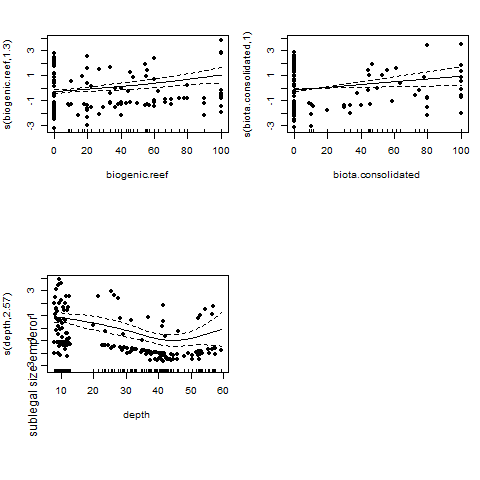 s(biogenic.reef,1.3)
-3 -1 1 3
0 20 40 60 80 100
biogenic.reef
s(biota.consolidated,1)
-3 -1 1 3
0 20 40 60 80 100
biota.consolidated
s(depth,2.57)
3
10 20 30 40 50 60
depth
sublegal size emperor